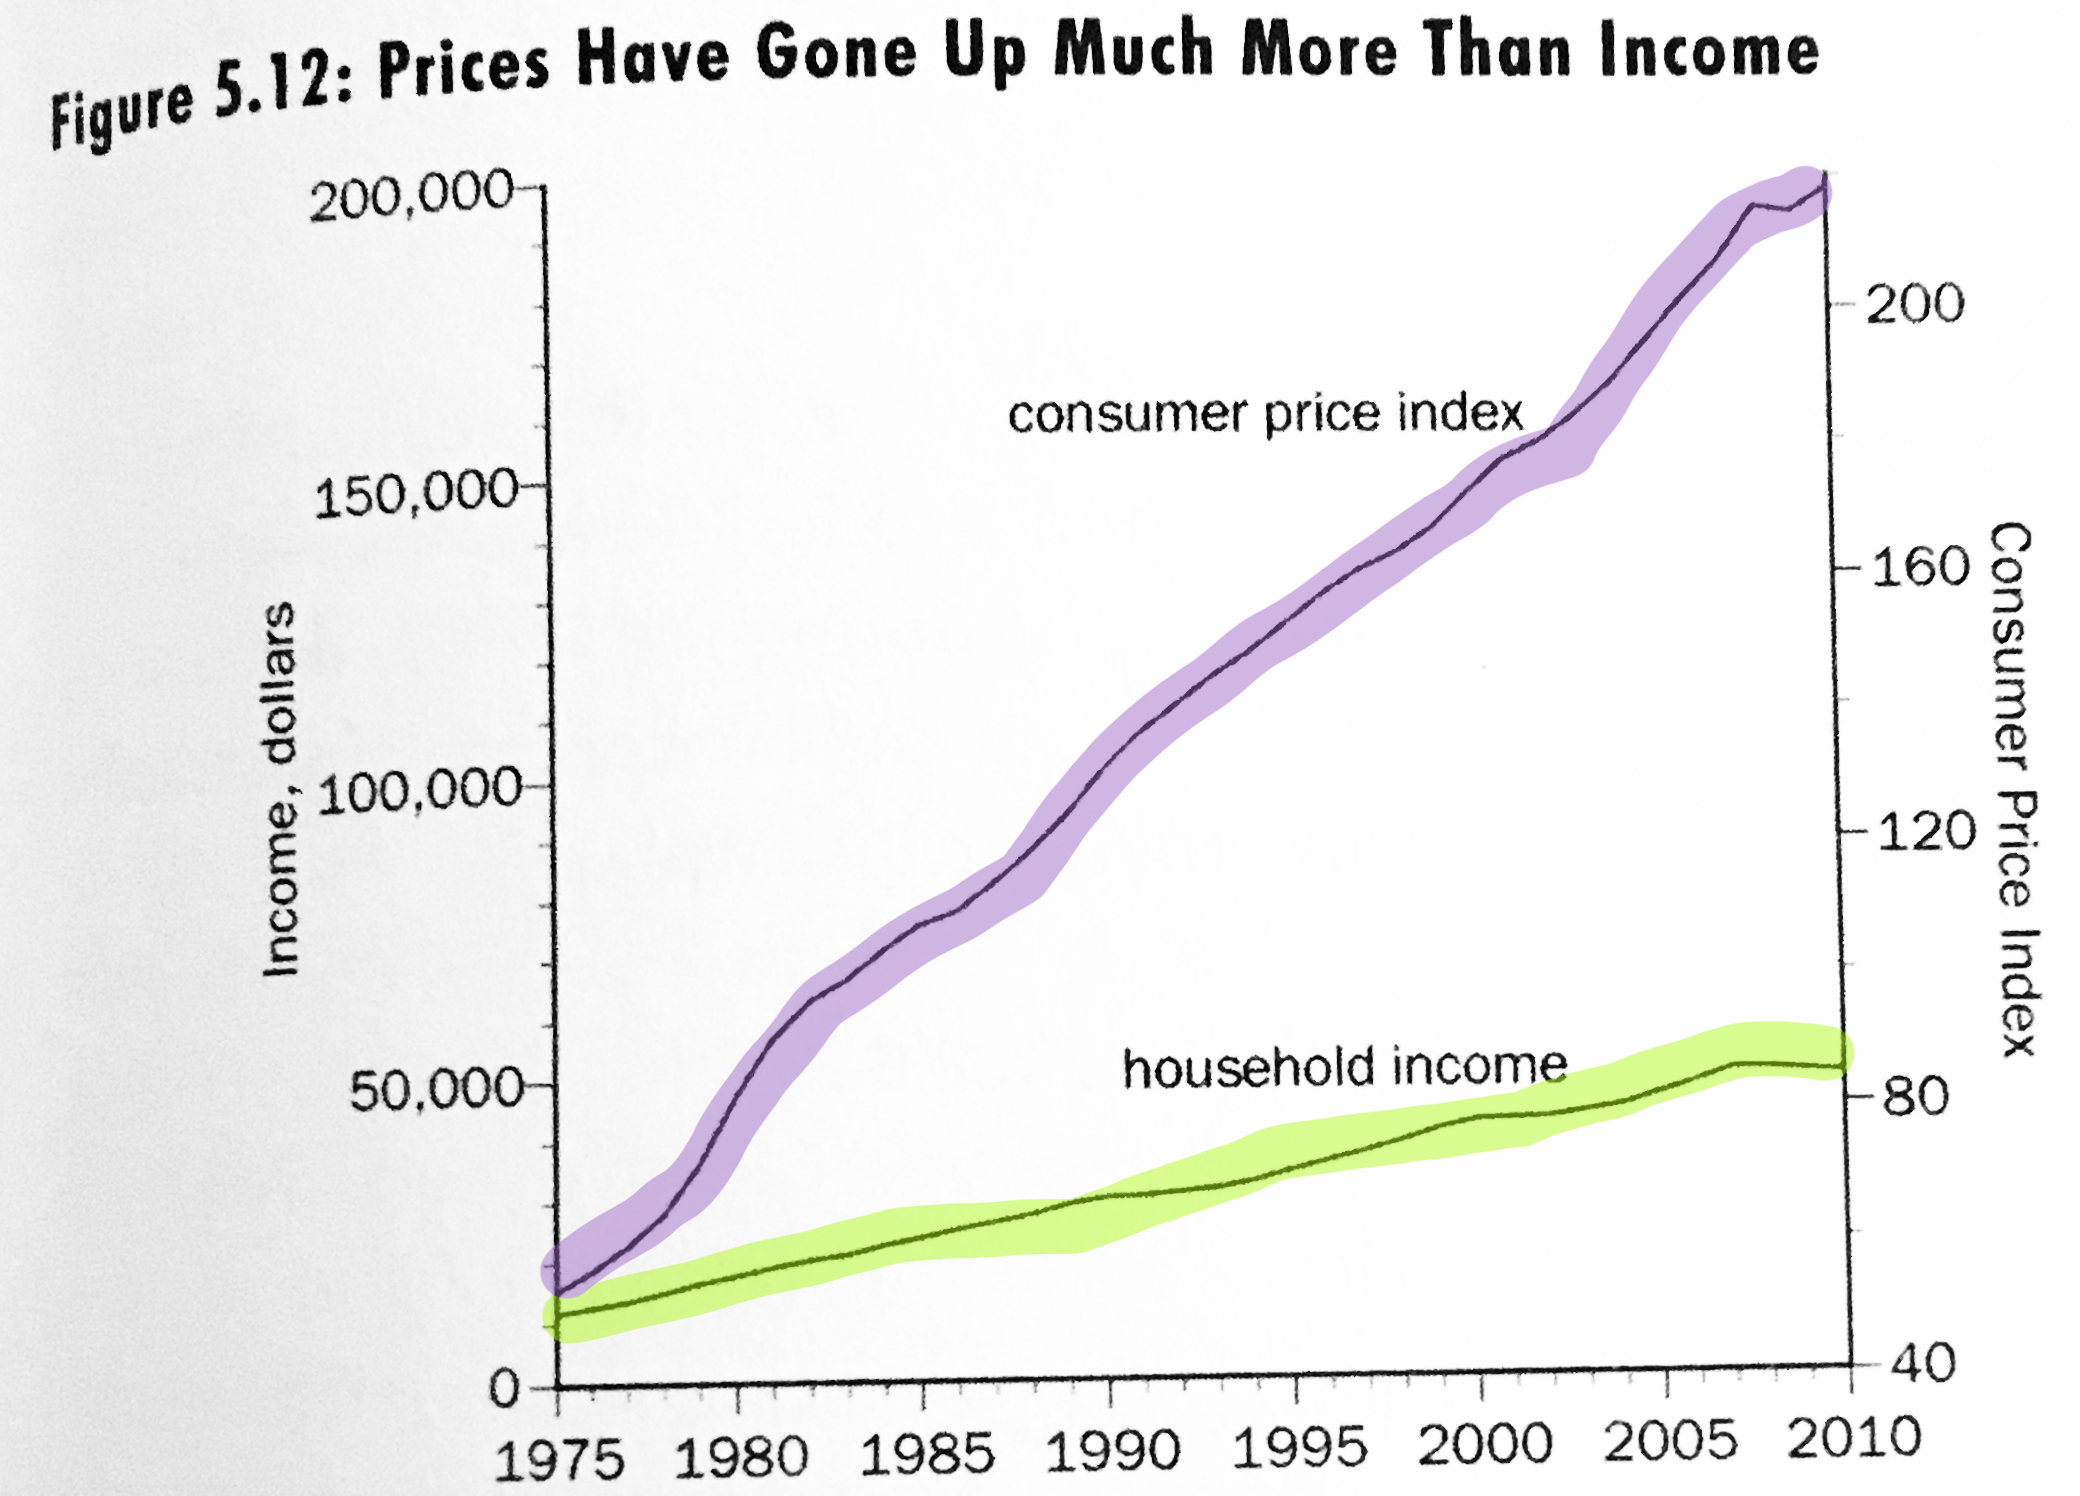 Figure 5.12: Prices Have Gone Up Much More Than Income
200,000
150,000
100,000
50,000
0
Income, dollars
consumer price index
household income
200
160
120
80
40
Consumer Price Index
1975 1980 1985 1990 1995 2000 2005 2010